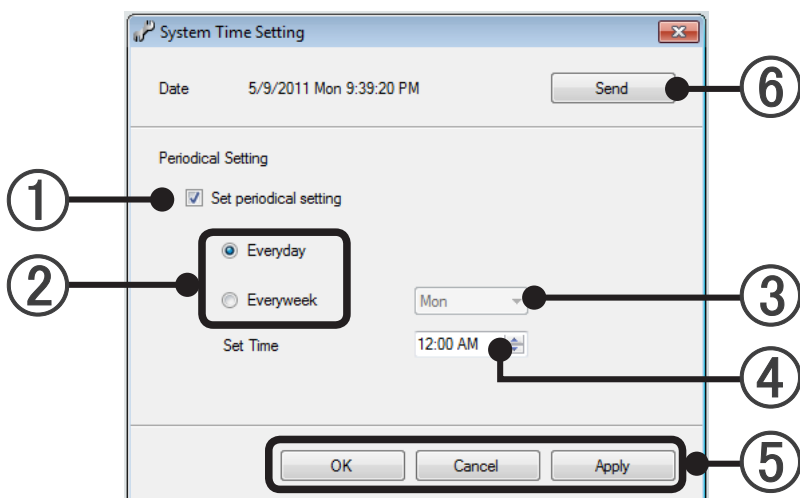 System Time Setting
Date 5/9/2011 Mon 9:39:20 PM Send ⑥
Periodical Setting
① Set periodical setting
② Everyday
Everyweek Mon ③
Set Time 12:00 AM ④
OK Cancel Apply ⑤